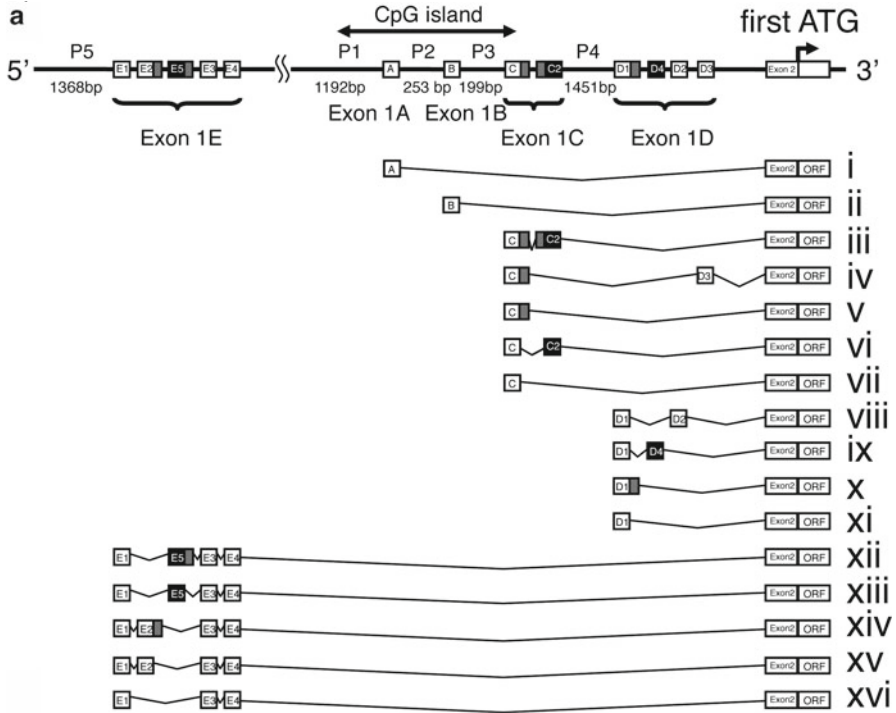 a
CpG island
first ATG
P5 P1 P2 P3 P4
5’ E1 E2 E5 E3 E4 A B C C2 D1 D4 D2 D3 Exon 2 3’
1368bp 1192bp 253 bp 199bp 1451bp
Exon 1A Exon 1B
Exon 1E Exon 1C Exon 1D
A Exon2 ORF i
B Exon2 ORF ii
C C2 Exon2 ORF iii
C D3 Exon2 ORF iv
C Exon2 ORF v
C C2 Exon2 ORF vi
C Exon2 ORF vii
D1 D2 Exon2 ORF viii
D1 D4 Exon2 ORF ix
D1 Exon2 ORF x
D1 Exon2 ORF xi
E1 E5 E3 E4 Exon2 ORF xii
E1 E5 E3 E4 Exon2 ORF xiii
E1 E2 E3 E4 Exon2 ORF xiv
E1 E2 E3 E4 Exon2 ORF xv
E1 E3 E4 Exon2 ORF xvi